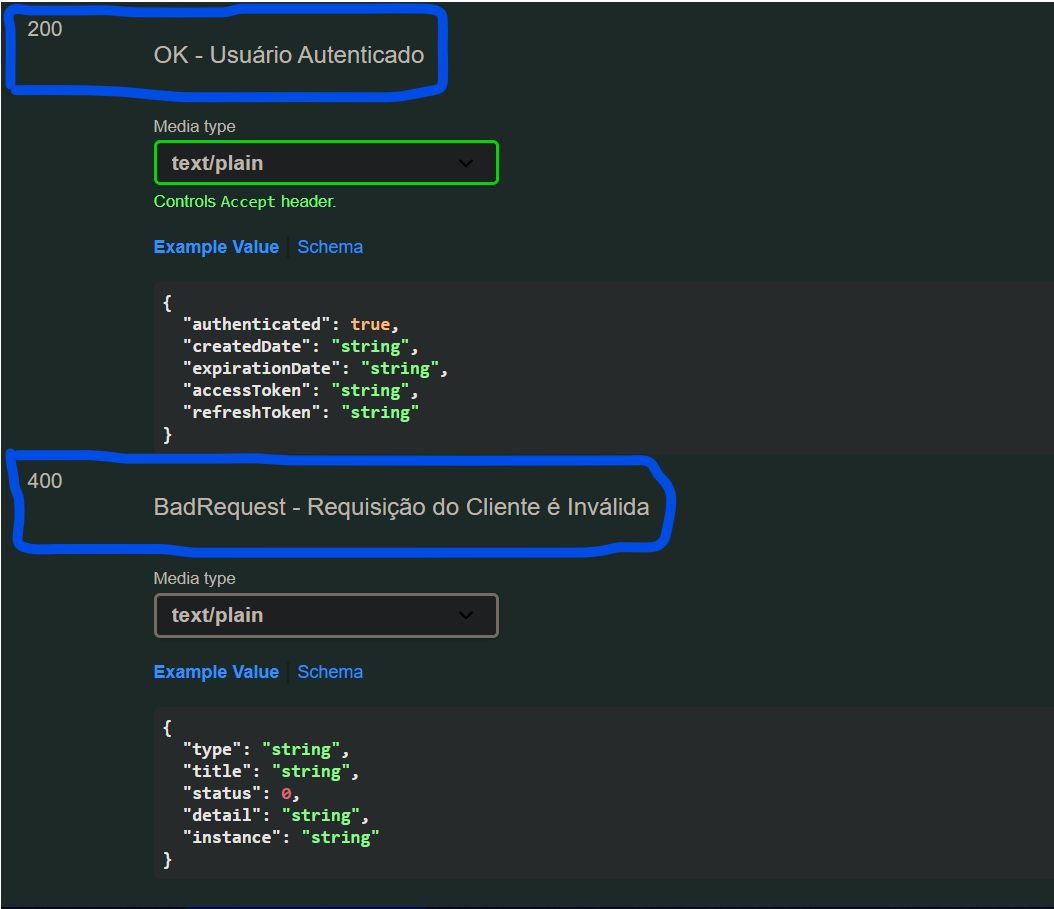 200
OK - Usuário Autenticado
Media type
text/plain
Controls Accept header.
Example Value | Schema
{
  "authenticated": true,
  "createdDate": "string",
  "expirationDate": "string",
  "accessToken": "string",
  "refreshToken": "string"
}
400
BadRequest - Requisição do Cliente é Inválida
Media type
text/plain
Example Value | Schema
{
  "type": "string",
  "title": "string",
  "status": 0,
  "detail": "string",
  "instance": "string"
}